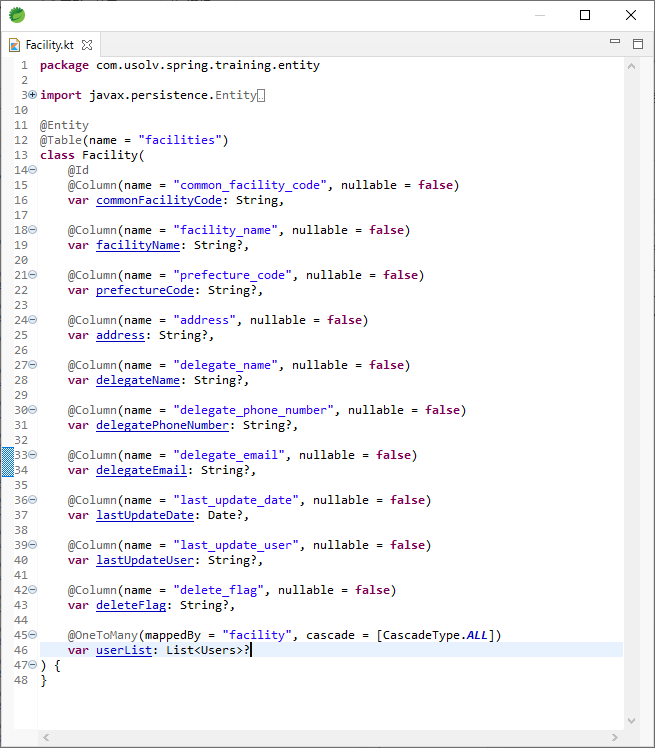 Facility.kt
1 package com.usolv.spring.training.entity
2
3 import javax.persistence.Entity
10
11 @Entity
12 @Table(name = "facilities")
13 class Facility(
14 @Id
15 @Column(name = "common_facility_code", nullable = false)
16 var commonFacilityCode: String,
17
18 @Column(name = "facility_name", nullable = false)
19 var facilityName: String?,
20
21 @Column(name = "prefecture_code", nullable = false)
22 var prefectureCode: String?,
23
24 @Column(name = "address", nullable = false)
25 var address: String?,
26
27 @Column(name = "delegate_name", nullable = false)
28 var delegateName: String?,
29
30 @Column(name = "delegate_phone_number", nullable = false)
31 var delegatePhoneNumber: String?,
32
33 @Column(name = "delegate_email", nullable = false)
34 var delegateEmail: String?,
35
36 @Column(name = "last_update_date", nullable = false)
37 var lastUpdateDate: Date?,
38
39 @Column(name = "last_update_user", nullable = false)
40 var lastUpdateUser: String?,
41
42 @Column(name = "delete_flag", nullable = false)
43 var deleteFlag: String?,
44
45 @OneToMany(mappedBy = "facility", cascade = [CascadeType.ALL])
46 var userList: List<Users>?
47 ) {
48 }